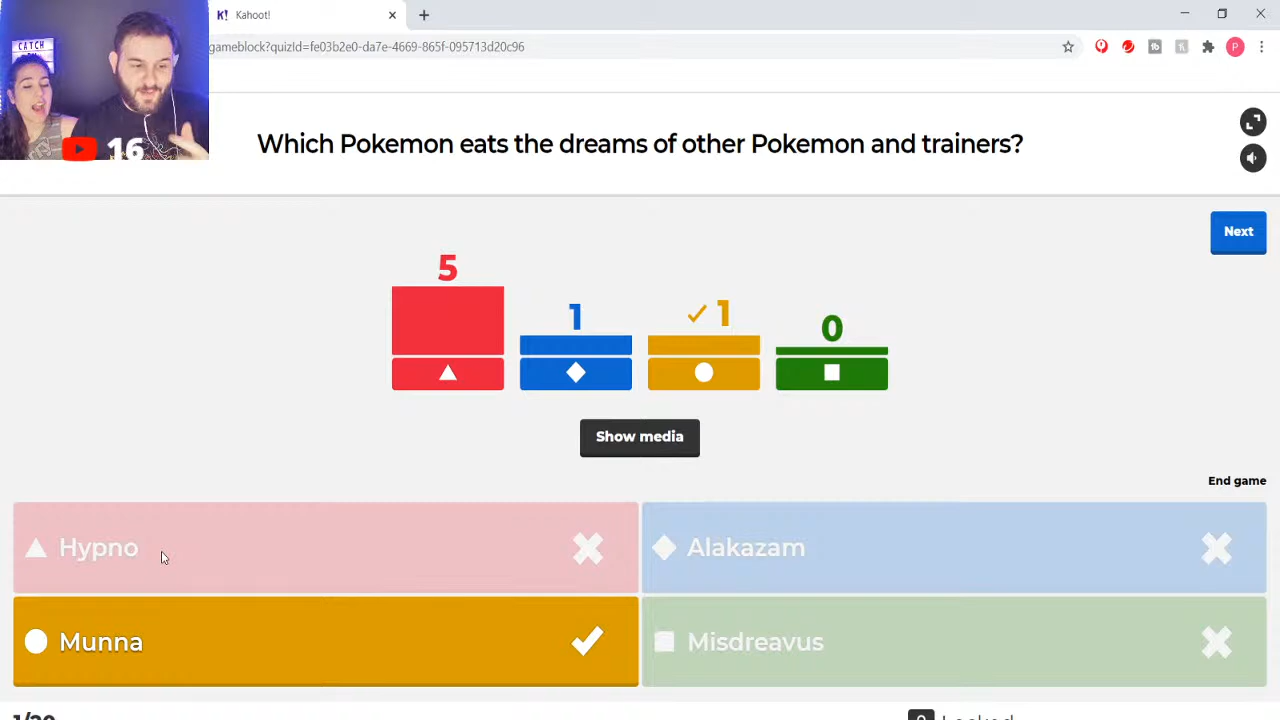 CATCH
16
K! Kahoot!
gameblock?quizId=fe03b2e0-da7e-4669-865f-095713d20c96
P
Which Pokemon eats the dreams of other Pokemon and trainers?
Next
5
1
1
0
Show media
End game
Hypno
Alakazam
Munna
Misdreavus